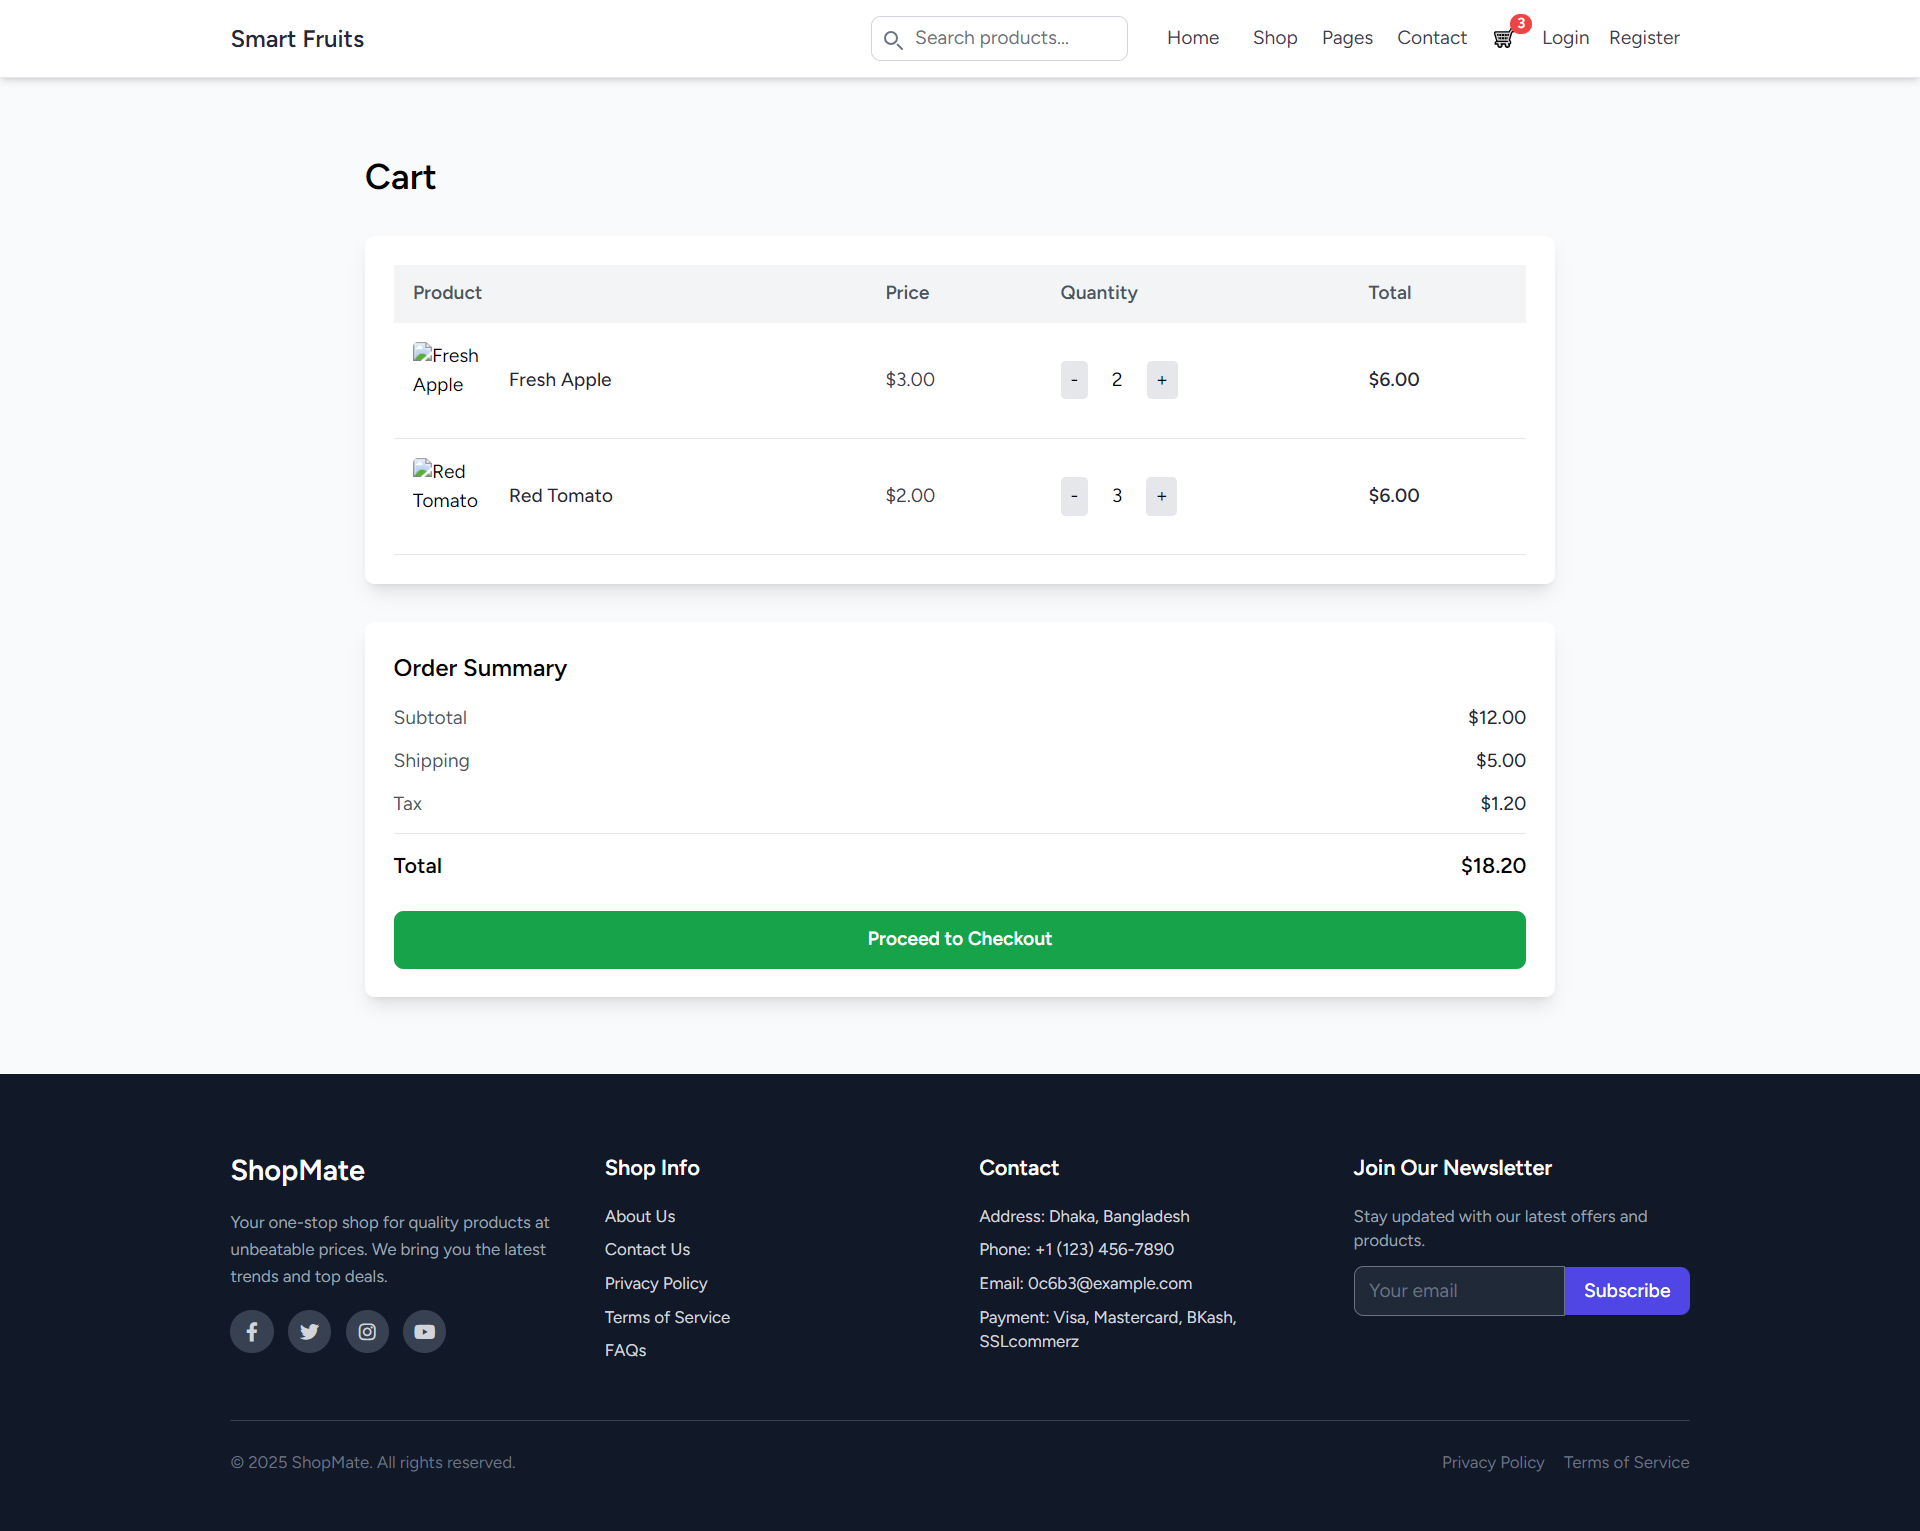 Smart Fruits
Search products...
Home
Shop
Pages
Contact
3
Login
Register
Cart
Product Price Quantity Total
Fresh
Apple
Fresh Apple
$3.00
- 2 +
$6.00
Red
Tomato
Red Tomato
$2.00
- 3 +
$6.00
Order Summary
Subtotal $12.00
Shipping $5.00
Tax $1.20
Total $18.20
Proceed to Checkout
ShopMate
Your one-stop shop for quality products at
unbeatable prices. We bring you the latest
trends and top deals.
Shop Info
About Us
Contact Us
Privacy Policy
Terms of Service
FAQs
Contact
Address: Dhaka, Bangladesh
Phone: +1 (123) 456-7890
Email: 0c6b3@example.com
Payment: Visa, Mastercard, BKash,
SSLcommerz
Join Our Newsletter
Stay updated with our latest offers and
products.
Your email
Subscribe
© 2025 ShopMate. All rights reserved.
Privacy Policy
Terms of Service